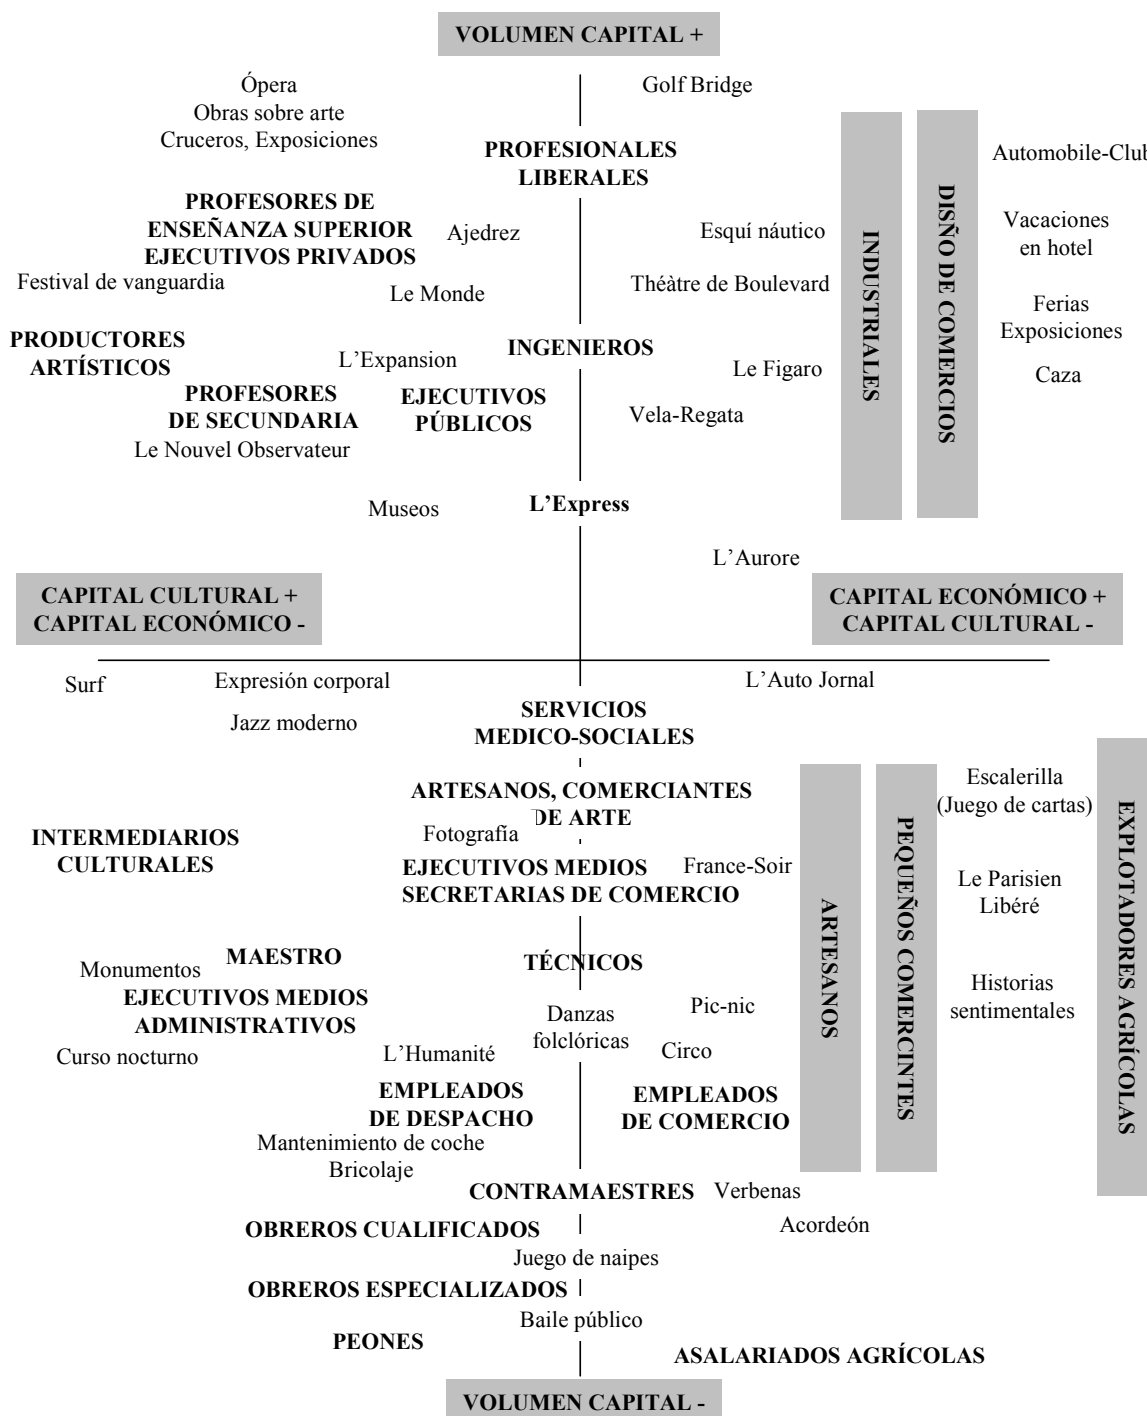 VOLUMEN CAPITAL +
Ópera
Obras sobre arte
Cruceros, Exposiciones
Golf Bridge
PROFESIONALES
LIBERALES
Automobile-Club
PROFESORES DE
ENSEÑANZA SUPERIOR
EJECUTIVOS PRIVADOS
Ajedrez
Esquí náutico
INDUSTRIALES
DISÑO DE COMERCIOS
Vacaciones
en hotel
Festival de vanguardia
Le Monde
Théàtre de Boulevard
Ferias
Exposiciones
PRODUCTORES
ARTÍSTICOS
L’Expansion
INGENIEROS
Le Figaro
Caza
PROFESORES
DE SECUNDARIA
EJECUTIVOS
PÚBLICOS
Vela-Regata
Le Nouvel Observateur
Museos
L’Express
L’Aurore
CAPITAL CULTURAL +
CAPITAL ECONÓMICO -
CAPITAL ECONÓMICO +
CAPITAL CULTURAL -
Surf
Expresión corporal
L’Auto Jornal
Jazz moderno
SERVICIOS
MEDICO-SOCIALES
ARTESANOS, COMERCIANTES
DE ARTE
Fotografía
Escalerilla
(Juego de cartas)
INTERMEDIARIOS
CULTURALES
EJECUTIVOS MEDIOS
SECRETARIAS DE COMERCIO
France-Soir
ARTESANOS
PEQUEÑOS COMERCINTES
Le Parisien
Libéré
EXPLOTADORES AGRÍCOLAS
MAESTRO
Monumentos
EJECUTIVOS MEDIOS
ADMINISTRATIVOS
TÉCNICOS
Historias
sentimentales
Danzas
folclóricas
Pic-nic
Curso nocturno
L’Humanité
Circo
EMPLEADOS
DE DESPACHO
EMPLEADOS
DE COMERCIO
Mantenimiento de coche
Bricolaje
CONTRAMAESTRES
Verbenas
OBREROS CUALIFICADOS
Acordeón
Juego de naipes
OBREROS ESPECIALIZADOS
Baile público
PEONES
ASALARIADOS AGRÍCOLAS
VOLUMEN CAPITAL -